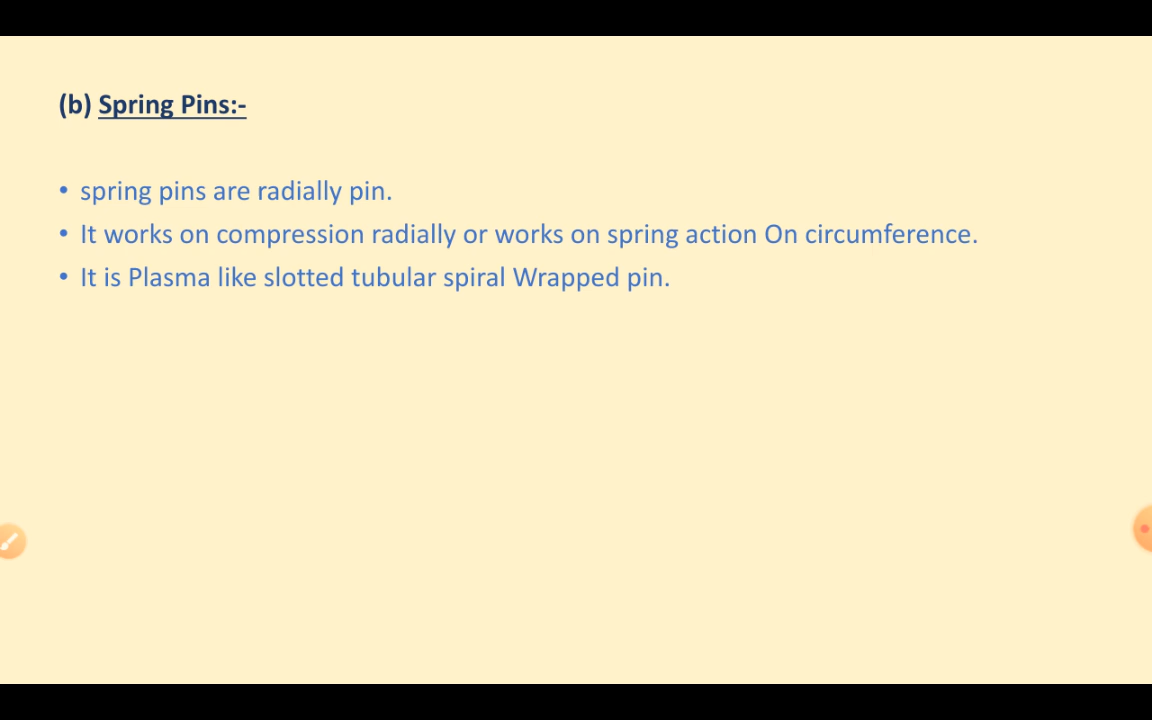 (b) Spring Pins:-
• spring pins are radially pin.
• It works on compression radially or works on spring action On circumference.
• It is Plasma like slotted tubular spiral Wrapped pin.